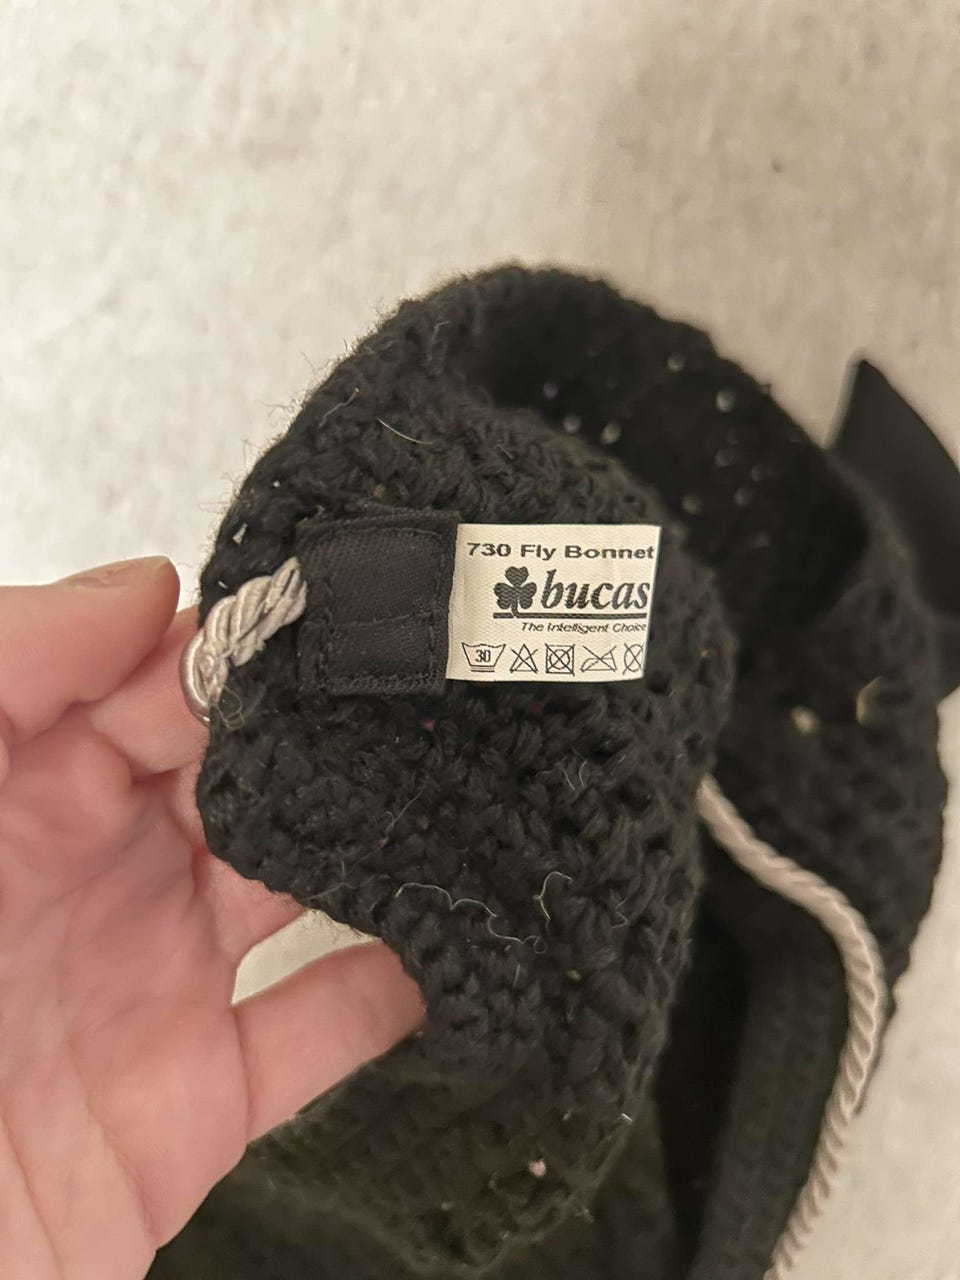 730 Fly Bonnet
bucas
The Intelligent Choice
30